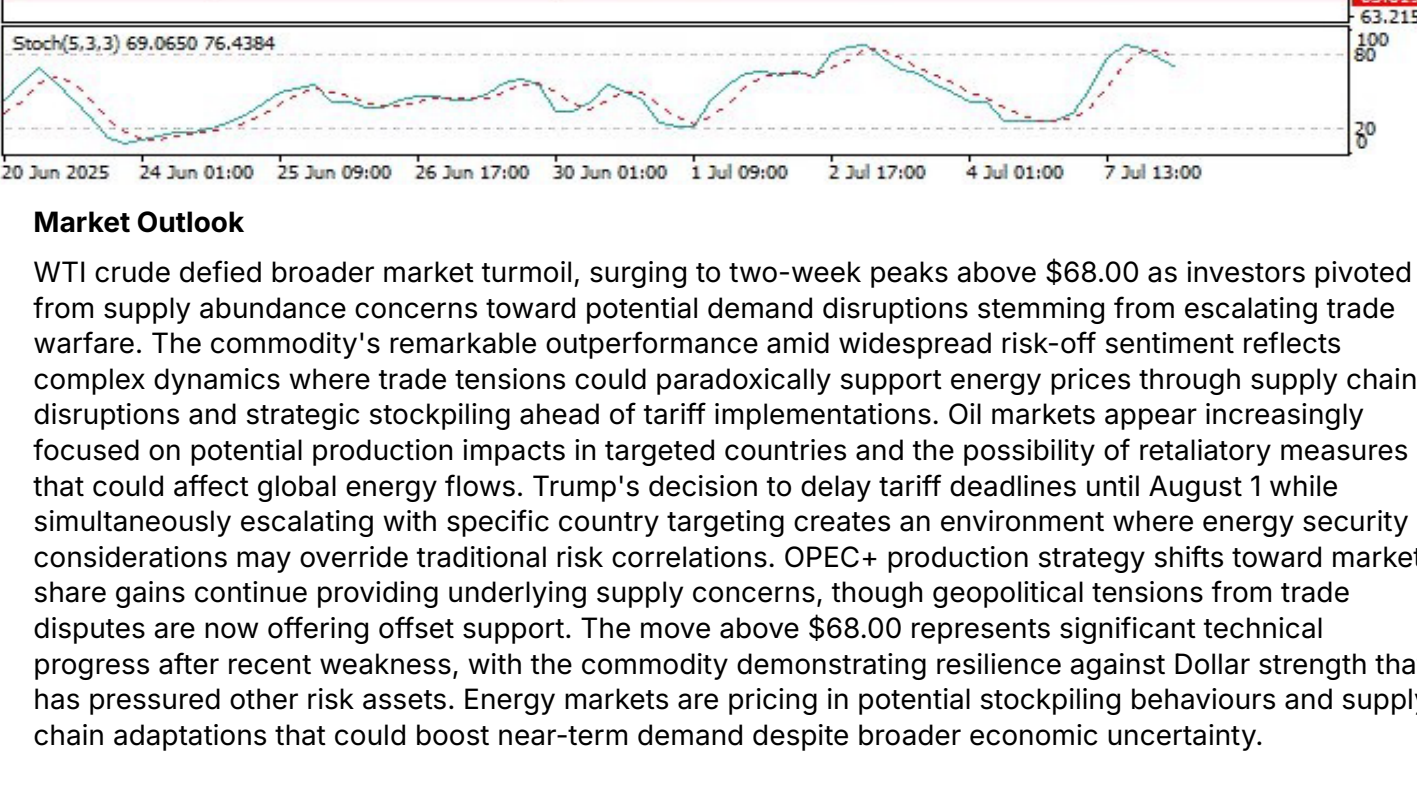 63.215
Stoch(5,3,3) 69.0650 76.4384
100
80
20
0
20 Jun 2025 24 Jun 01:00 25 Jun 09:00 26 Jun 17:00 30 Jun 01:00 1 Jul 09:00 2 Jul 17:00 4 Jul 01:00 7 Jul 13:00
Market Outlook
WTI crude defied broader market turmoil, surging to two-week peaks above $68.00 as investors pivoted
from supply abundance concerns toward potential demand disruptions stemming from escalating trade
warfare. The commodity's remarkable outperformance amid widespread risk-off sentiment reflects
complex dynamics where trade tensions could paradoxically support energy prices through supply chain
disruptions and strategic stockpiling ahead of tariff implementations. Oil markets appear increasingly
focused on potential production impacts in targeted countries and the possibility of retaliatory measures
that could affect global energy flows. Trump's decision to delay tariff deadlines until August 1 while
simultaneously escalating with specific country targeting creates an environment where energy security
considerations may override traditional risk correlations. OPEC+ production strategy shifts toward market
share gains continue providing underlying supply concerns, though geopolitical tensions from trade
disputes are now offering offset support. The move above $68.00 represents significant technical
progress after recent weakness, with the commodity demonstrating resilience against Dollar strength tha
has pressured other risk assets. Energy markets are pricing in potential stockpiling behaviours and supply
chain adaptations that could boost near-term demand despite broader economic uncertainty.